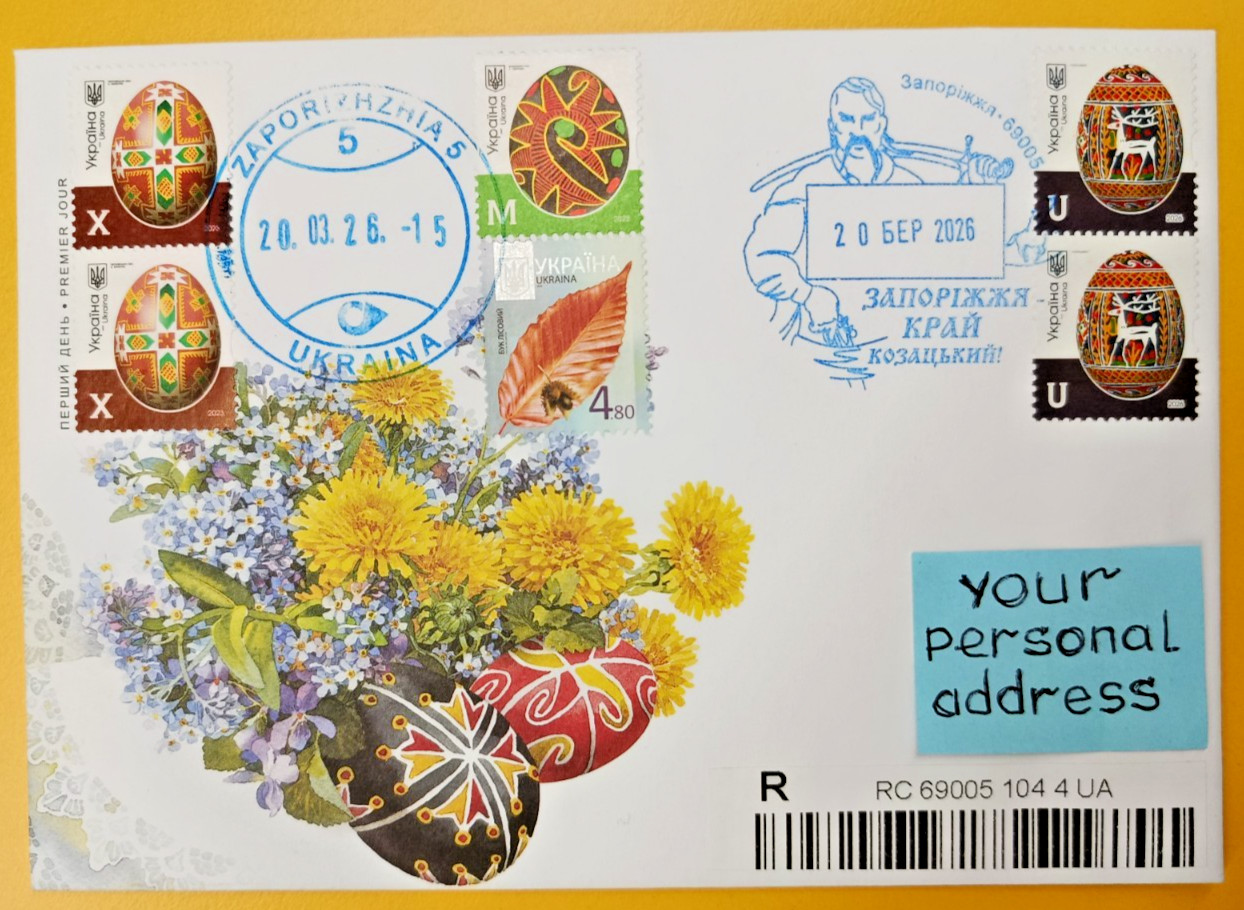 ПЕРШИЙ ДЕНЬ • PREMIER JOUR
Україна
Ukraine
X
Україна
Ukraine
X
2023
ZAPORIZHZHIA 5
5
20. 03. 26. -15
UKRAINA
Україна
Ukraine
M
УКРАЇНА
UKRAINA
БУК ЛІСОВИЙ
4.80
Запоріжжя - 69005
20 БЕР 2026
ЗАПОРІЖЖЯ -
КРАЙ
КОЗАЦЬКИЙ!
Україна
Ukraine
U
2026
Україна
Ukraine
U
2026
your
personal
address
R
RC 69005 104 4 UA